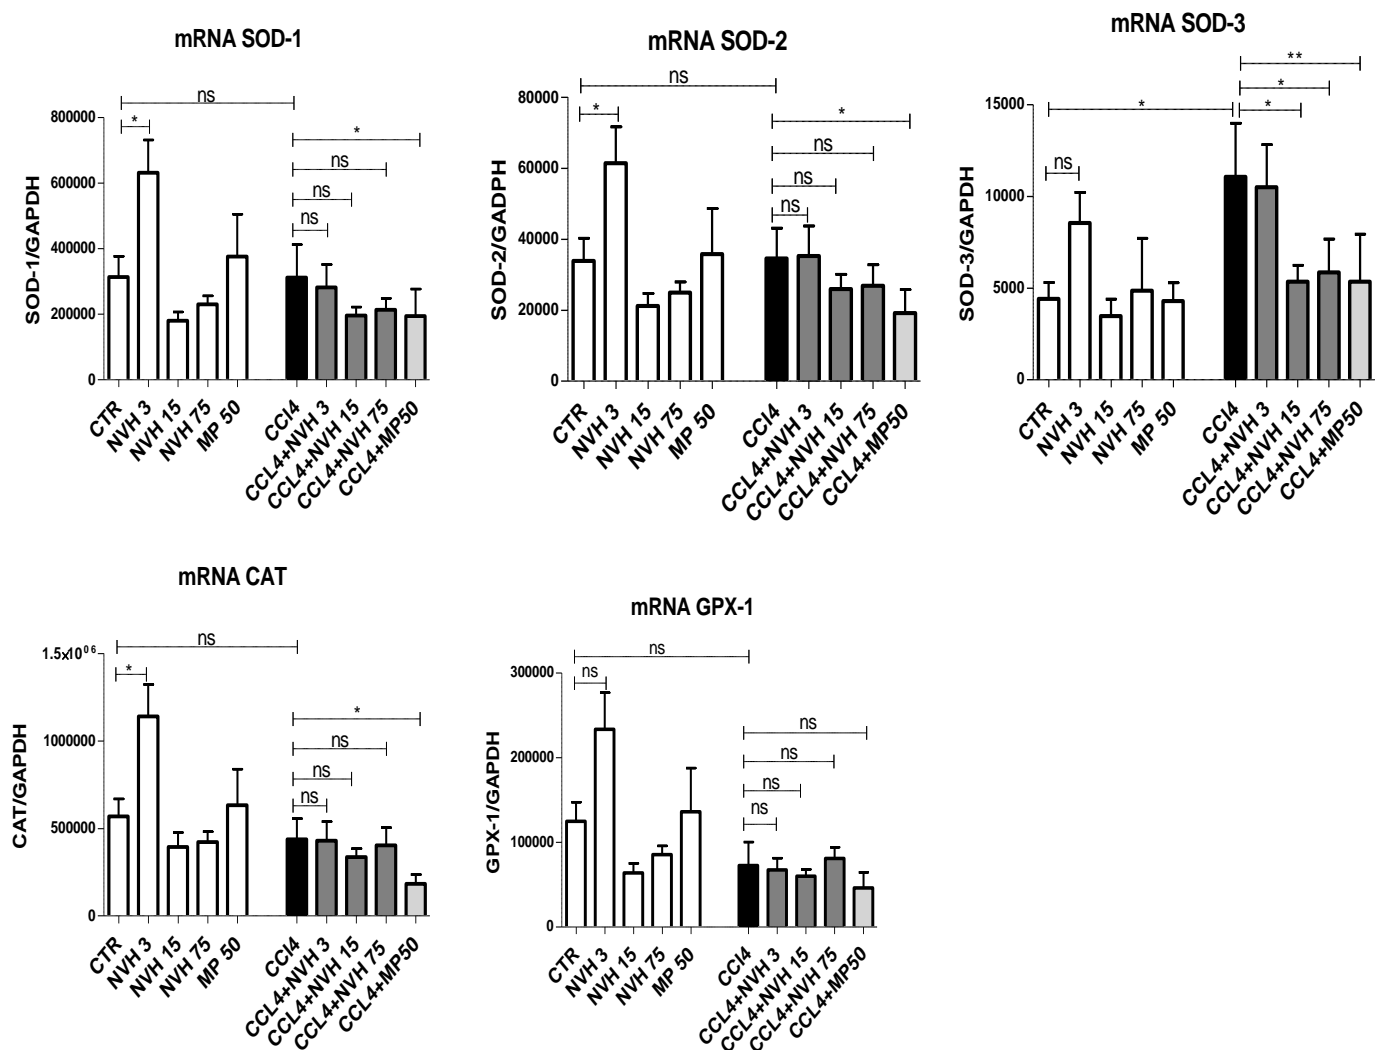 mRNA SOD-1
ns
*
*
ns
ns
ns
SOD-1/GAPDH
800000
600000
400000
200000
0
CTR
NVH 3
NVH 15
NVH 75
MP 50
CCl4
CCL4+NVH 3
CCL4+NVH 15
CCL4+NVH 75
CCL4+MP50
mRNA SOD-2
ns
*
*
ns
ns
ns
SOD-2/GADPH
80000
60000
40000
20000
0
CTR
NVH 3
NVH 15
NVH 75
MP 50
CCl4
CCL4+NVH 3
CCL4+NVH 15
CCL4+NVH 75
CCL4+MP50
mRNA SOD-3
**
*
*
*
ns
SOD-3/GAPDH
15000
10000
5000
0
CTR
NVH 3
NVH 15
NVH 75
MP 50
CCl4
CCL4+NVH 3
CCL4+NVH 15
CCL4+NVH 75
CCL4+MP50
mRNA CAT
ns
*
*
ns
ns
ns
CAT/GAPDH
1.5×10⁰⁶
1000000
500000
0
CTR
NVH 3
NVH 15
NVH 75
MP 50
CCl4
CCL4+NVH 3
CCL4+NVH 15
CCL4+NVH 75
CCL4+MP50
mRNA GPX-1
ns
ns
ns
ns
ns
ns
GPX-1/GAPDH
300000
200000
100000
0
CTR
NVH 3
NVH 15
NVH 75
MP 50
CCl4
CCL4+NVH 3
CCL4+NVH 15
CCL4+NVH 75
CCL4+MP50